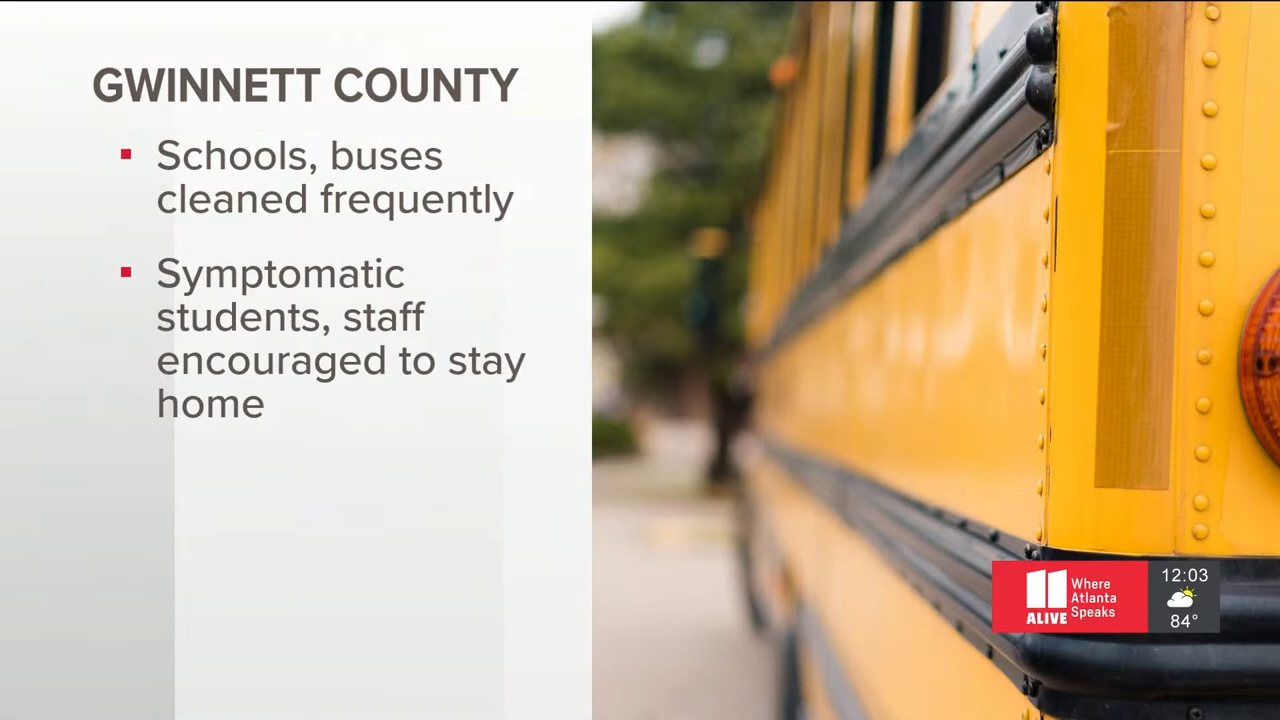 GWINNETT COUNTY
Schools, buses
cleaned frequently
Symptomatic
students, staff
encouraged to stay
home
11
ALIVE
Where
Atlanta
Speaks
12:03
84°